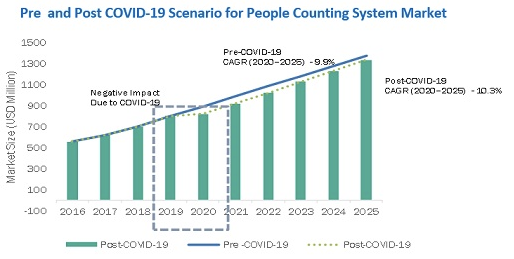 Pre and Post COVID-19 Scenario for People Counting System Market
1500
1300
1100
900
700
500
300
100
-100
Market Size (USD Million)
Negative Impact
Due to COVID-19
Pre-COVID-19
CAGR (2020-2025) - 9.9%
Post-COVID-19
CAGR (2020-2025) - 10.3%
2016 2017 2018 2019 2020 2021 2022 2023 2024 2025
Post-COVID-19 Pre -COVID-19 Post-COVID-19